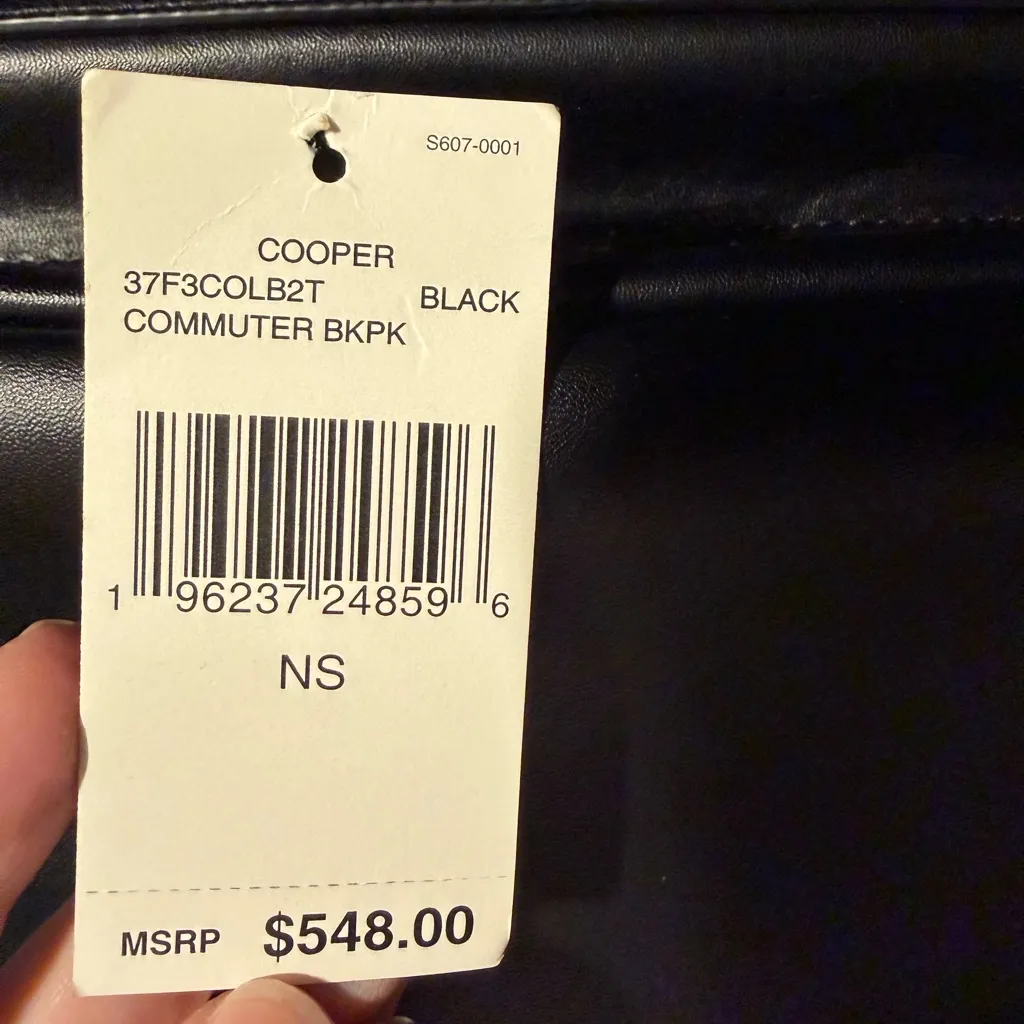 S607-0001
COOPER
37F3COLB2T BLACK
COMMUTER BKPK
1 96237 24859 6
NS
MSRP $548.00